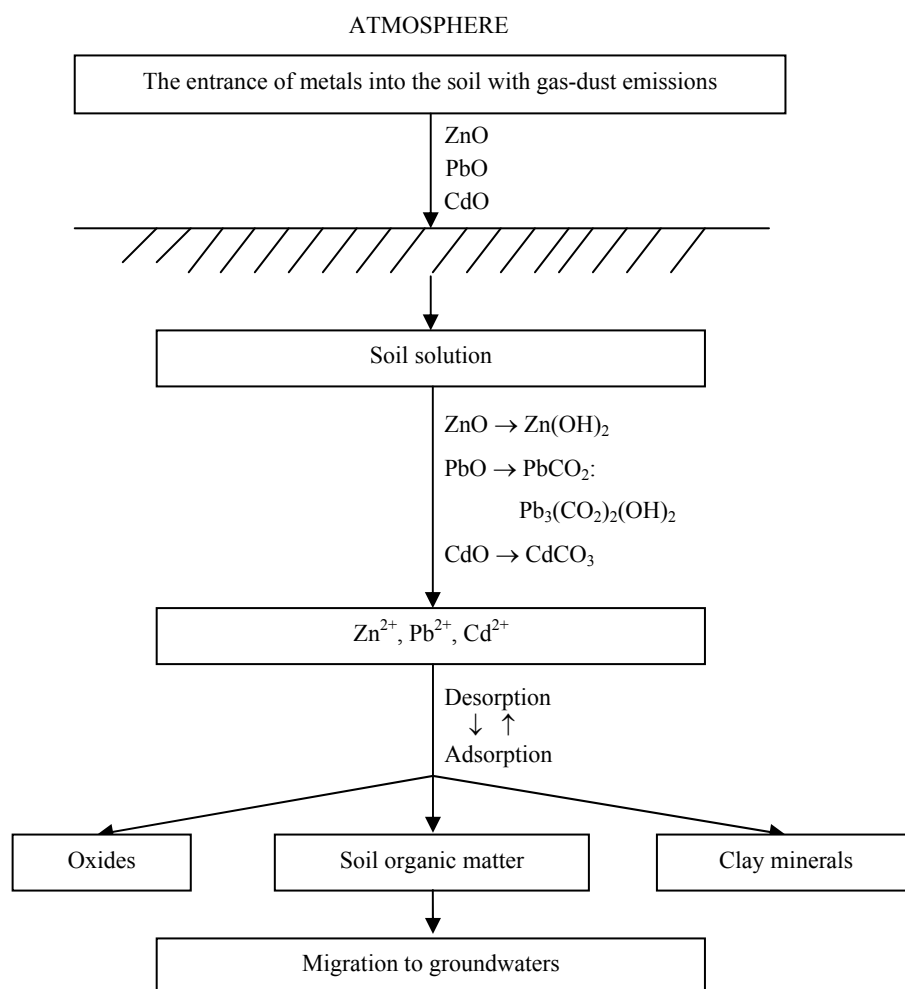 ATMOSPHERE
The entrance of metals into the soil with gas-dust emissions
ZnO
PbO
CdO
Soil solution
ZnO → Zn(OH)₂
PbO → PbCO₂:
Pb₃(CO₂)₂(OH)₂
CdO → CdCO₃
Zn²⁺, Pb²⁺, Cd²⁺
Desorption
↓ ↑
Adsorption
Oxides
Soil organic matter
Clay minerals
Migration to groundwaters